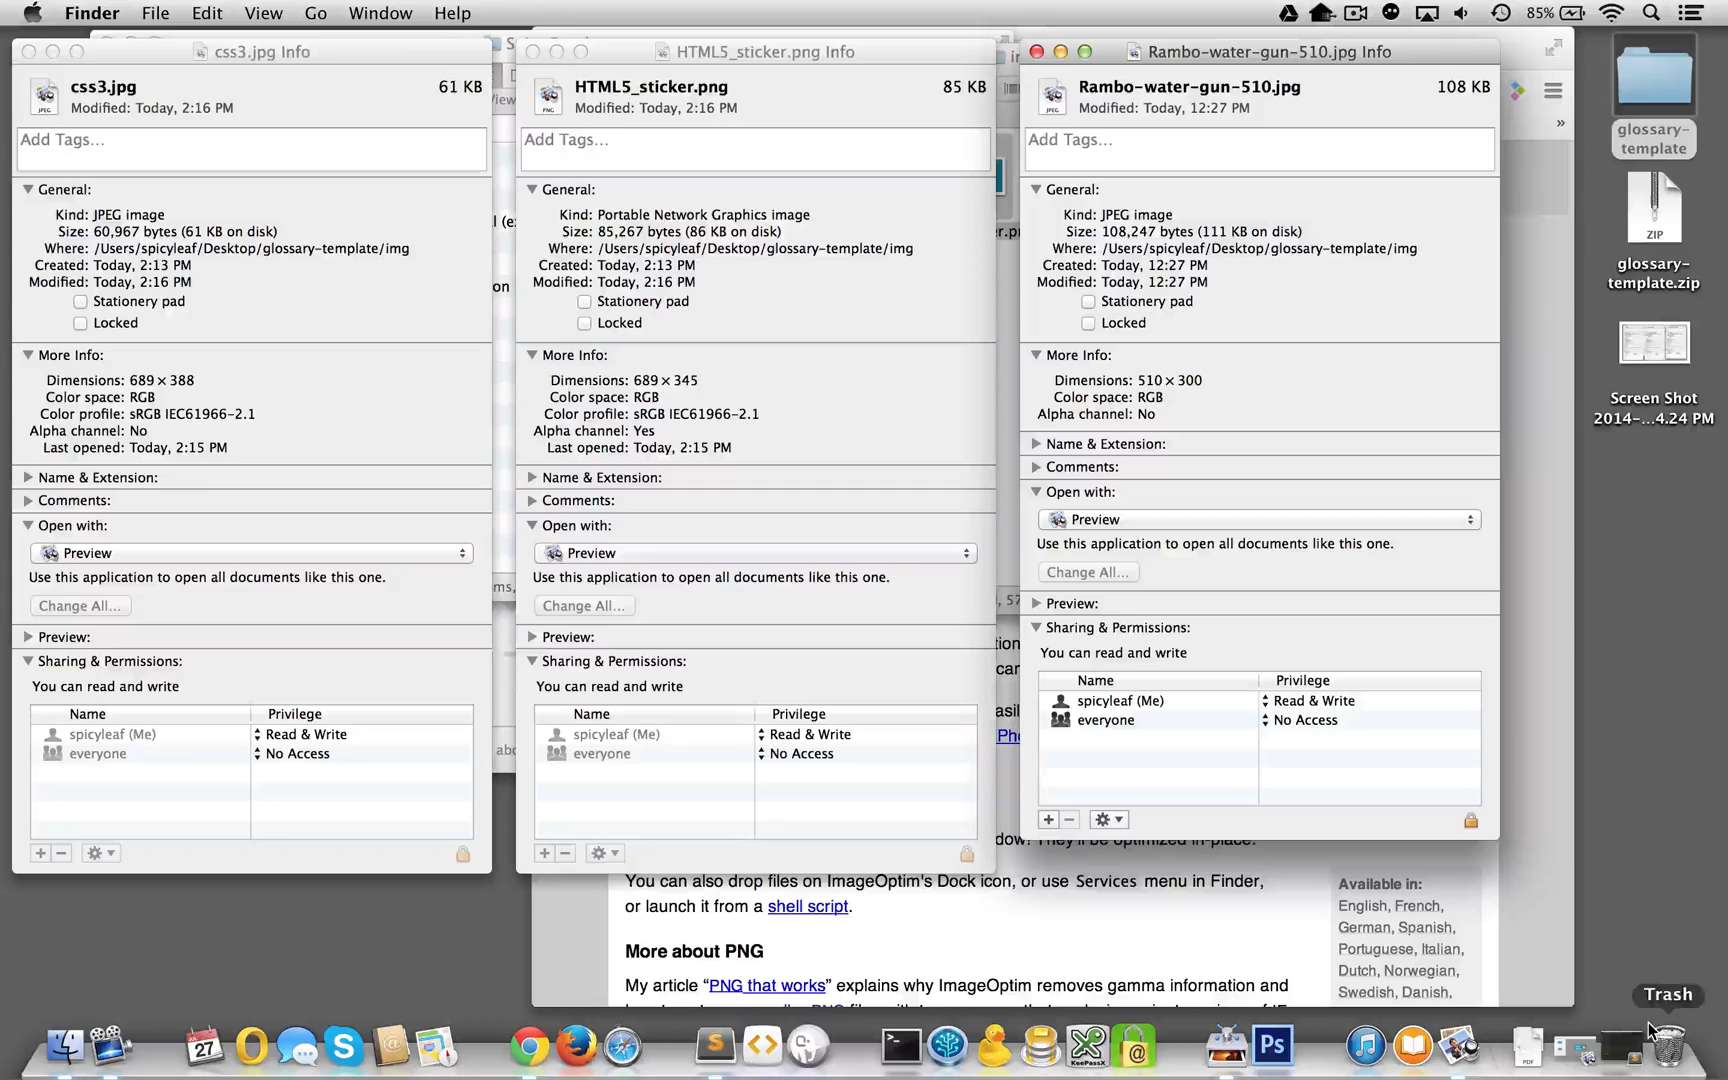 Finder File Edit View Go Window Help
85%
css3.jpg Info
css3.jpg 61 KB
Modified: Today, 2:16 PM
Add Tags...
General:
Kind: JPEG image
Size: 60,967 bytes (61 KB on disk)
Where: /Users/spicyleaf/Desktop/glossary-template/img
Created: Today, 2:13 PM
Modified: Today, 2:16 PM
Stationery pad
Locked
More Info:
Dimensions: 689 × 388
Color space: RGB
Color profile: sRGB IEC61966-2.1
Alpha channel: No
Last opened: Today, 2:15 PM
Name & Extension:
Comments:
Open with:
Preview
Use this application to open all documents like this one.
Change All...
Preview:
Sharing & Permissions:
You can read and write
Name Privilege
spicyleaf (Me) Read & Write
everyone No Access
HTML5_sticker.png Info
HTML5_sticker.png 85 KB
Modified: Today, 2:16 PM
Add Tags...
General:
Kind: Portable Network Graphics image
Size: 85,267 bytes (86 KB on disk)
Where: /Users/spicyleaf/Desktop/glossary-template/img
Created: Today, 2:13 PM
Modified: Today, 2:16 PM
Stationery pad
Locked
More Info:
Dimensions: 689 × 345
Color space: RGB
Color profile: sRGB IEC61966-2.1
Alpha channel: Yes
Last opened: Today, 2:15 PM
Name & Extension:
Comments:
Open with:
Preview
Use this application to open all documents like this one.
Change All...
Preview:
Sharing & Permissions:
You can read and write
Name Privilege
spicyleaf (Me) Read & Write
everyone No Access
Rambo-water-gun-510.jpg Info
Rambo-water-gun-510.jpg 108 KB
Modified: Today, 12:27 PM
Add Tags...
General:
Kind: JPEG image
Size: 108,247 bytes (111 KB on disk)
Where: /Users/spicyleaf/Desktop/glossary-template/img
Created: Today, 12:27 PM
Modified: Today, 12:27 PM
Stationery pad
Locked
More Info:
Dimensions: 510 × 300
Color space: RGB
Alpha channel: No
Name & Extension:
Comments:
Open with:
Preview
Use this application to open all documents like this one.
Change All...
Preview:
Sharing & Permissions:
You can read and write
Name Privilege
spicyleaf (Me) Read & Write
everyone No Access
glossary-
template
ZIP
glossary-
template.zip
Screen Shot
2014-...4.24 PM
You can also drop files on ImageOptim's Dock icon, or use Services menu in Finder,
or launch it from a shell script.
More about PNG
My article “PNG that works” explains why ImageOptim removes gamma information and
Available in:
English, French,
German, Spanish,
Portuguese, Italian,
Dutch, Norwegian,
Swedish, Danish,
Trash
27
KeePassX
Ps
PDF